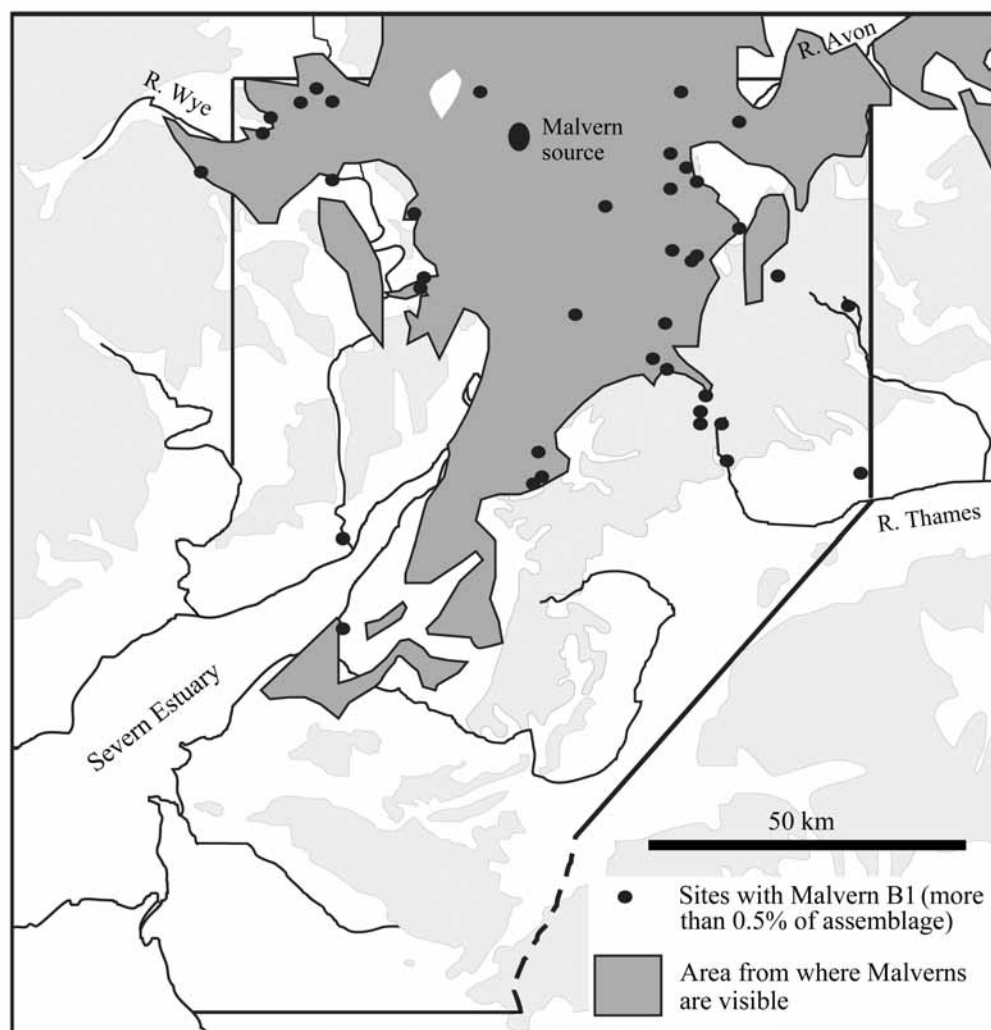 R. Avon
R. Wye
Malvern
source
R. Thames
Severn Estuary
50 km
Sites with Malvern B1 (more
than 0.5% of assemblage)
Area from where Malverns
are visible